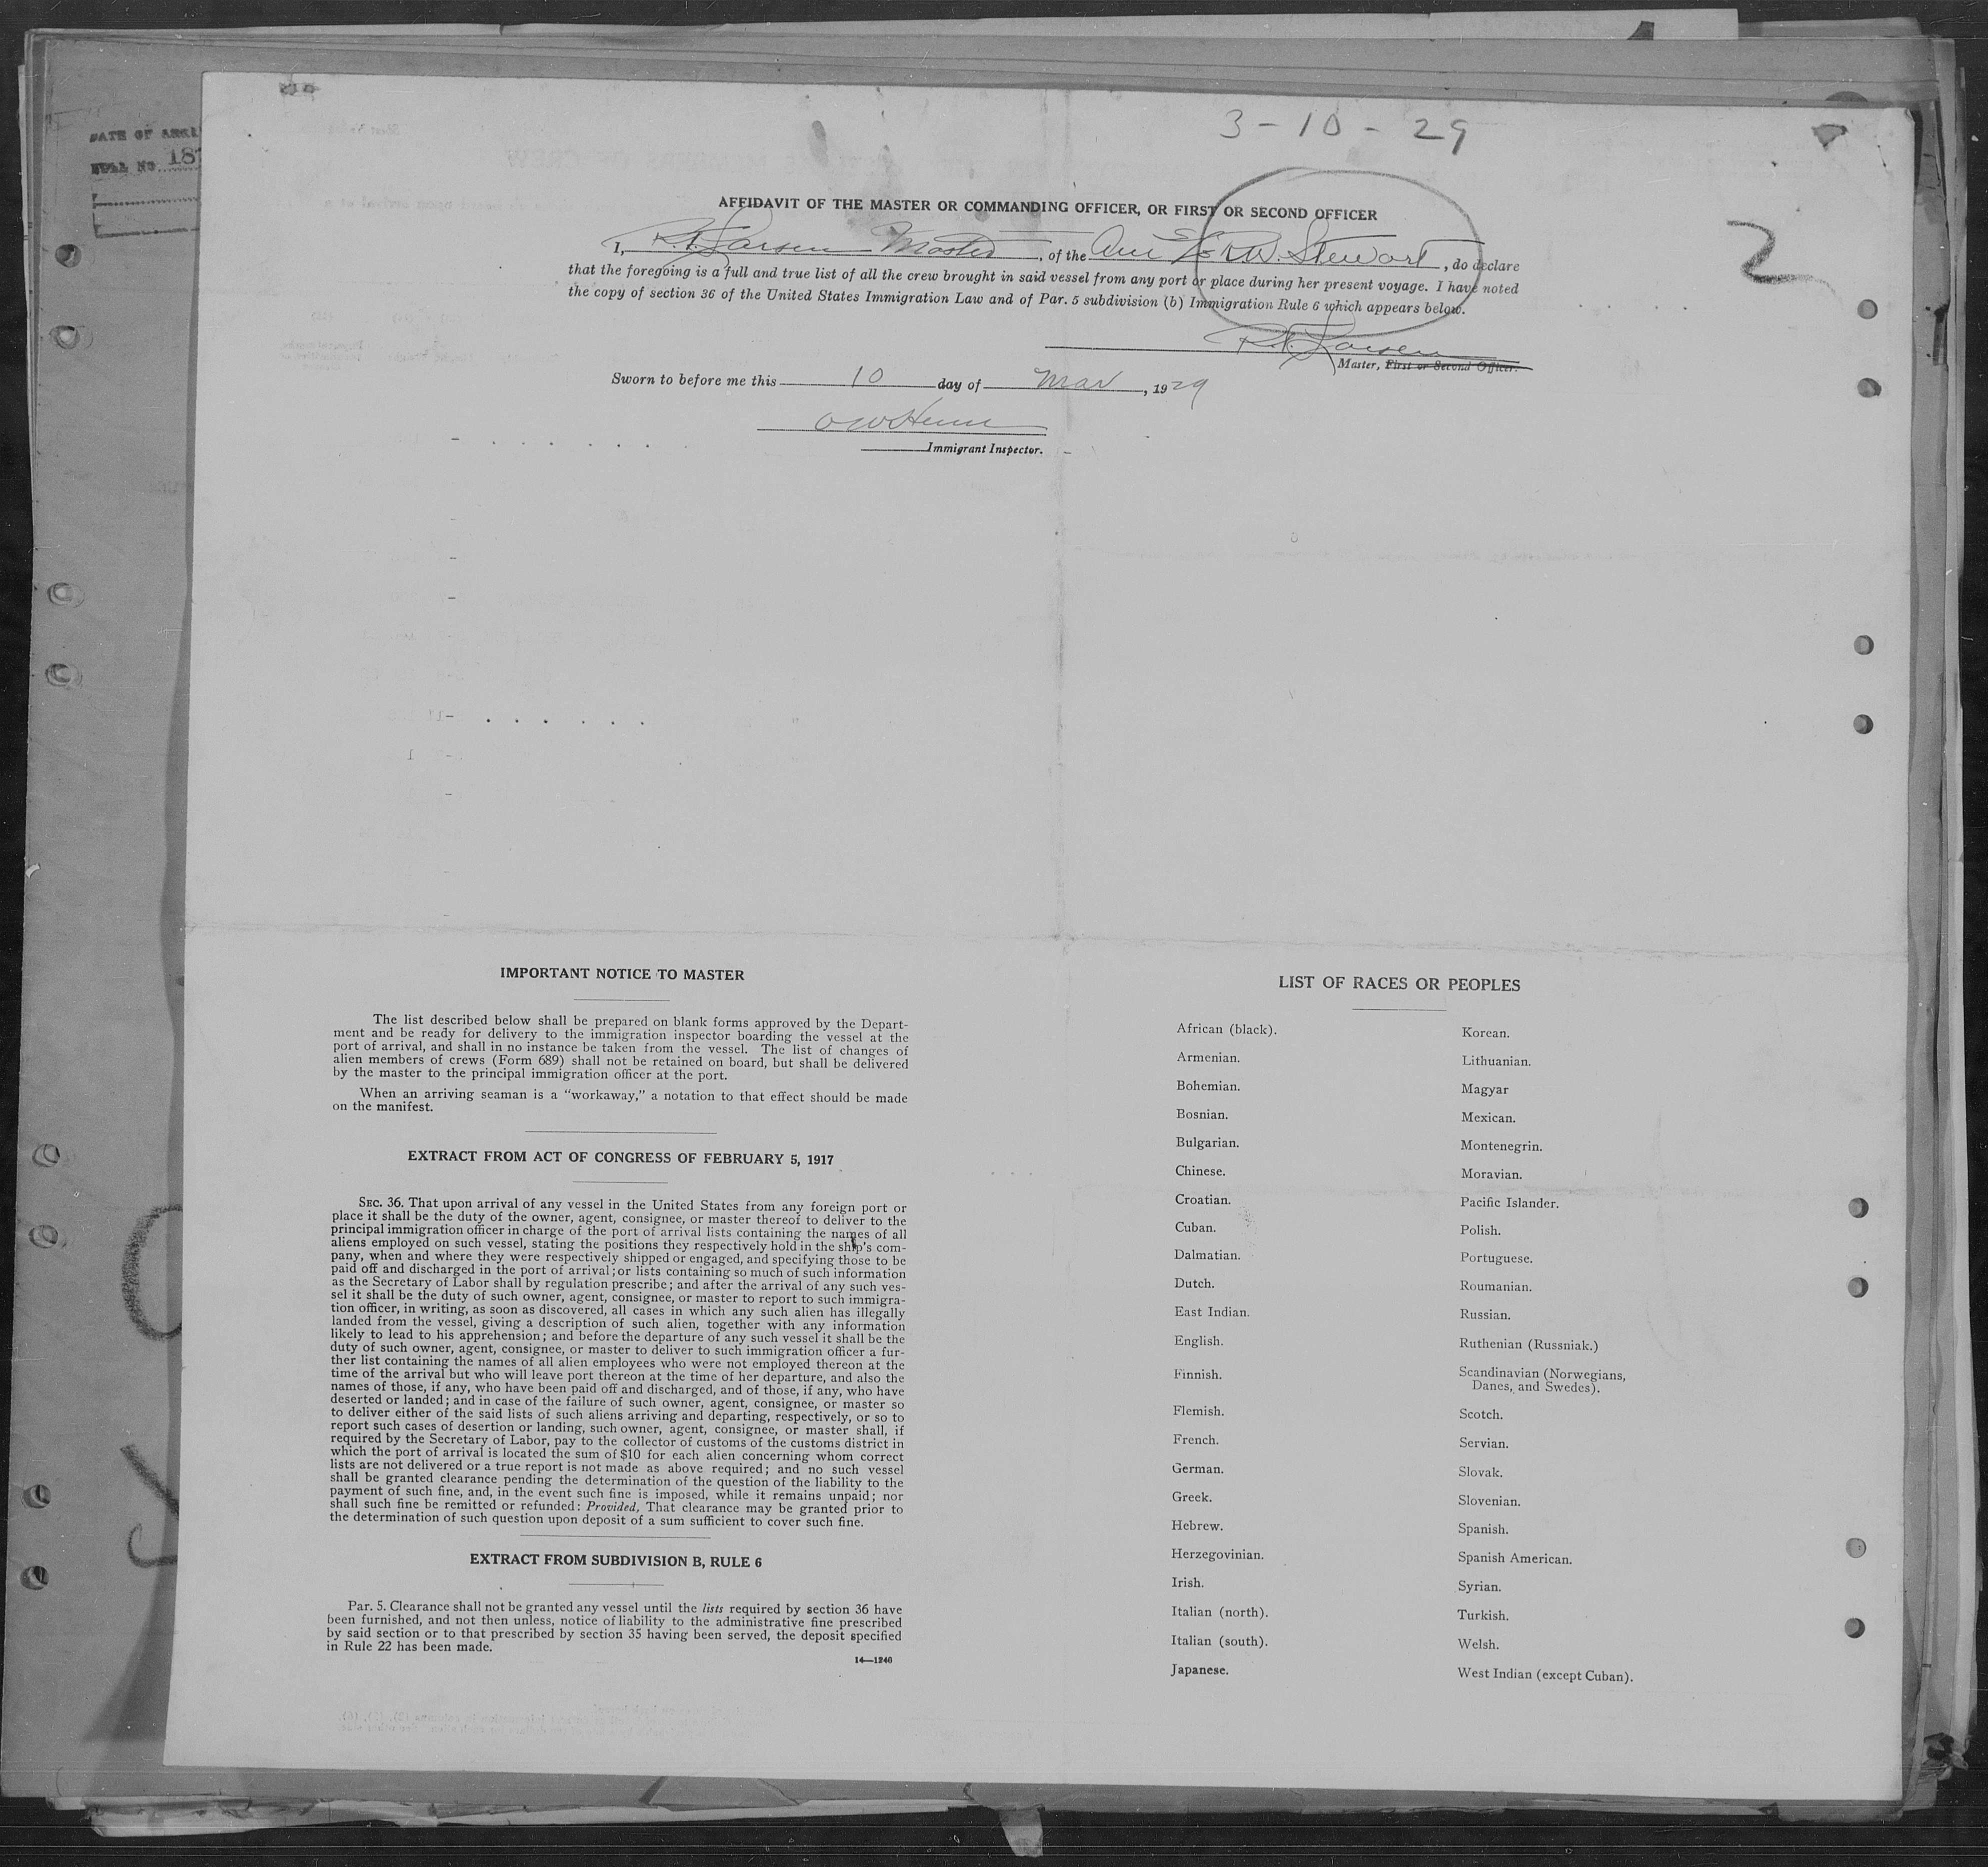 3-10-29
DATE OF
2
AFFIDAVIT OF THE MASTER OR COMMANDING OFFICER, OR FIRST OR SECOND OFFICER
I, Larsen Master, of the Am S/S R.W. Stewart, do declare
that the foregoing is a full and true list of all the crew brought in said vessel from any port or place during her present voyage. I have noted
the copy of section 36 of the United States Immigration Law and of Par. 5 subdivision (b) Immigration Rule 6 which appears below.
Larsen
Master, First or Second Officer.
Sworn to before me this 10 day of Mar, 1929
Immigrant Inspector.
IMPORTANT NOTICE TO MASTER
The list described below shall be prepared on blank forms approved by the Depart-
ment and be ready for delivery to the immigration inspector boarding the vessel at the
port of arrival, and shall in no instance be taken from the vessel. The list of changes of
alien members of crews (Form 689) shall not be retained on board, but shall be delivered
by the master to the principal immigration officer at the port.
When an arriving seaman is a "workaway," a notation to that effect should be made
on the manifest.
EXTRACT FROM ACT OF CONGRESS OF FEBRUARY 5, 1917
SEC. 36. That upon arrival of any vessel in the United States from any foreign port or
place it shall be the duty of the owner, agent, consignee, or master thereof to deliver to the
principal immigration officer in charge of the port of arrival lists containing the names of all
aliens employed on such vessel, stating the positions they respectively hold in the ship's com-
pany, when and where they were respectively shipped or engaged, and specifying those to be
paid off and discharged in the port of arrival; or lists containing so much of such information
as the Secretary of Labor shall by regulation prescribe; and after the arrival of any such ves-
sel it shall be the duty of such owner, agent, consignee, or master to report to such immigra-
tion officer, in writing, as soon as discovered, all cases in which any such alien has illegally
landed from the vessel, giving a description of such alien, together with any information
likely to lead to his apprehension; and before the departure of any such vessel it shall be the
duty of such owner, agent, consignee, or master to deliver to such immigration officer a fur-
ther list containing the names of all alien employees who were not employed thereon at the
time of the arrival but who will leave port thereon at the time of her departure, and also the
names of those, if any, who have been paid off and discharged, and of those, if any, who have
deserted or landed; and in case of the failure of such owner, agent, consignee, or master so
to deliver either of the said lists of such aliens arriving and departing, respectively, or so to
report such cases of desertion or landing, such owner, agent, consignee, or master shall, if
required by the Secretary of Labor, pay to the collector of customs of the customs district in
which the port of arrival is located the sum of $10 for each alien concerning whom correct
lists are not delivered or a true report is not made as above required; and no such vessel
shall be granted clearance pending the determination of the question of the liability to the
payment of such fine, and, in the event such fine is imposed, while it remains unpaid; nor
shall such fine be remitted or refunded: Provided, That clearance may be granted prior to
the determination of such question upon deposit of a sum sufficient to cover such fine.
EXTRACT FROM SUBDIVISION B, RULE 6
Par. 5. Clearance shall not be granted any vessel until the lists required by section 36 have
been furnished, and not then unless, notice of liability to the administrative fine prescribed
by said section or to that prescribed by section 35 having been served, the deposit specified
in Rule 22 has been made.
14—1240
LIST OF RACES OR PEOPLES
African (black).
Armenian.
Bohemian.
Bosnian.
Bulgarian.
Chinese.
Croatian.
Cuban.
Dalmatian.
Dutch.
East Indian.
English.
Finnish.
Flemish.
French.
German.
Greek.
Hebrew.
Herzegovinian.
Irish.
Italian (north).
Italian (south).
Japanese.
Korean.
Lithuanian.
Magyar
Mexican.
Montenegrin.
Moravian.
Pacific Islander.
Polish.
Portuguese.
Roumanian.
Russian.
Ruthenian (Russniak.)
Scandinavian (Norwegians,
Danes, and Swedes).
Scotch.
Servian.
Slovak.
Slovenian.
Spanish.
Spanish American.
Syrian.
Turkish.
Welsh.
West Indian (except Cuban).